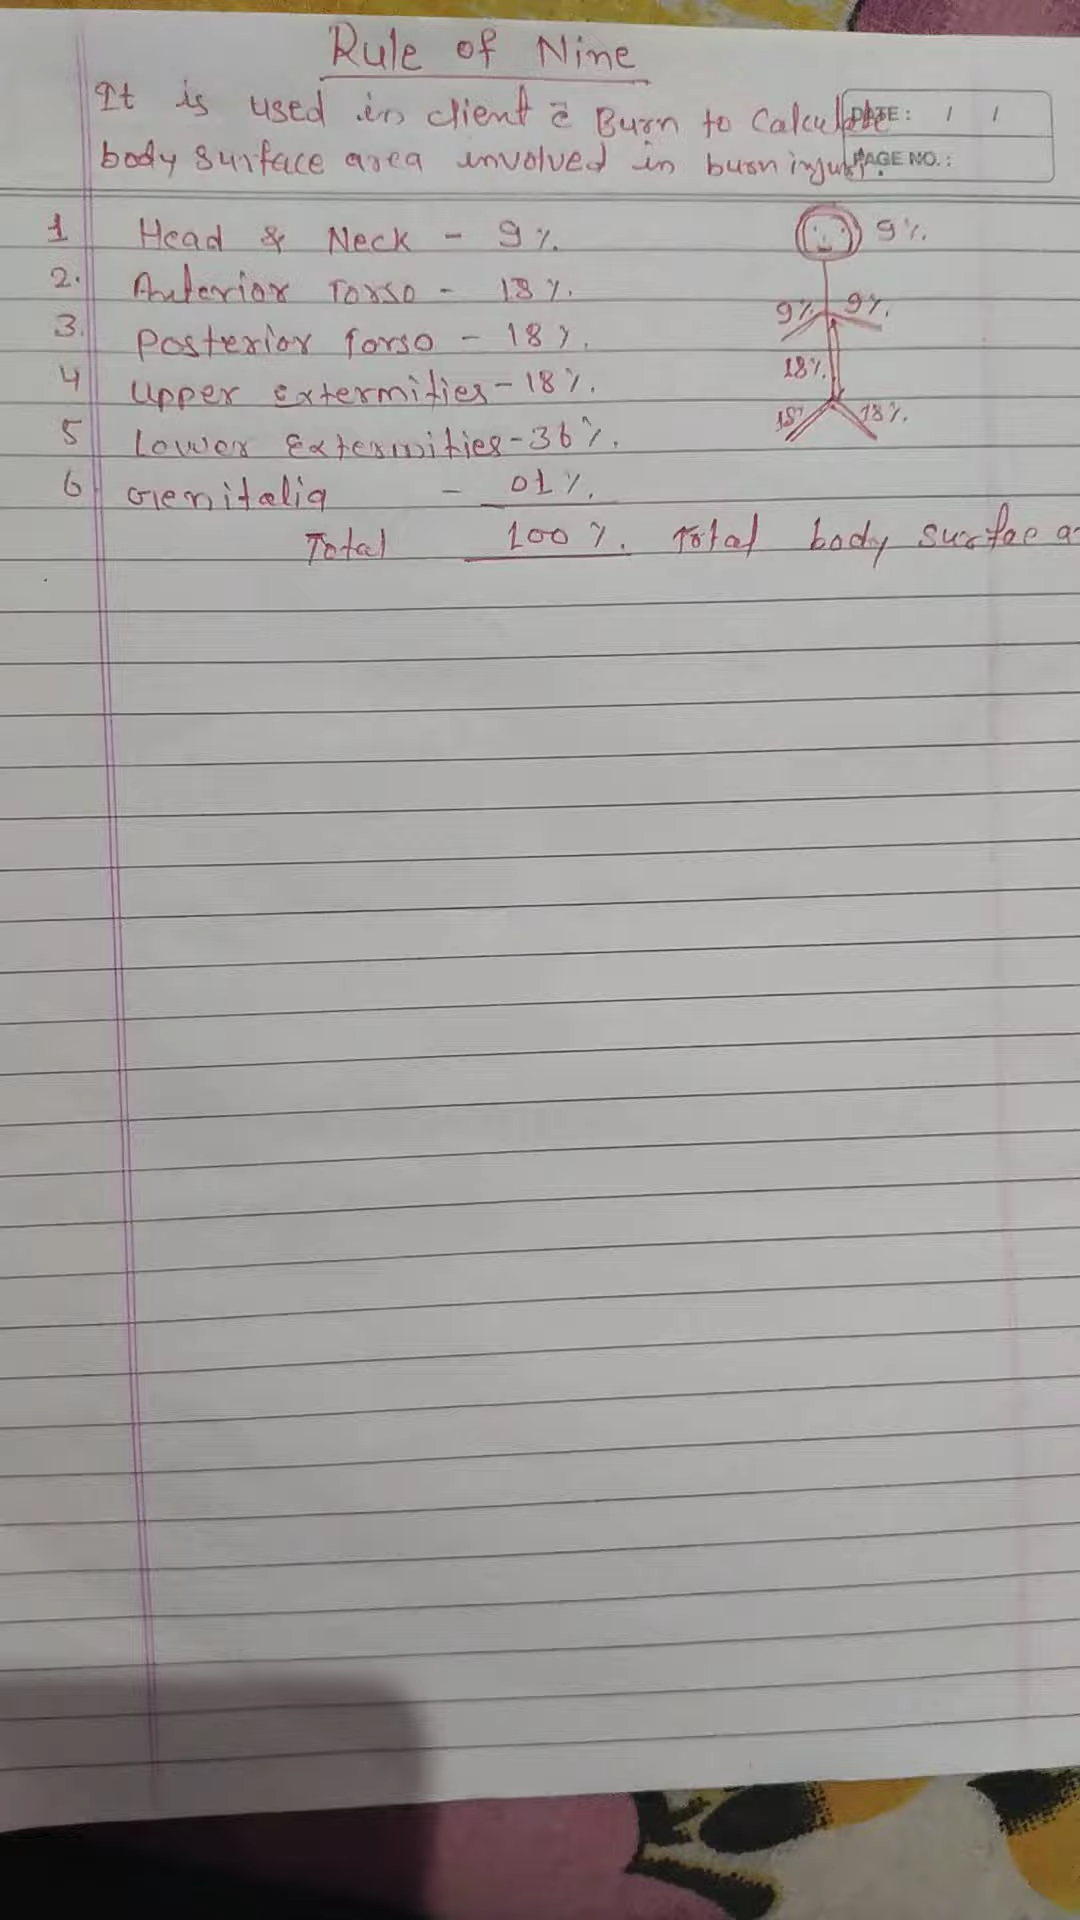 Rule of Nine
It is used in client c̄ Burn to Calculate
DATE: / /
body surface area involved in burn injury.
PAGE NO.:
1 Head & Neck - 9%.
9%.
2. Anterior Torso - 18%.
9% 9%.
3. Posterior Torso - 18%.
18%.
4 Upper Extermities - 18%.
18% 18%.
5 Lower Extermities - 36%.
6 Genitalia - 01%.
Total 100%. Total body surfac